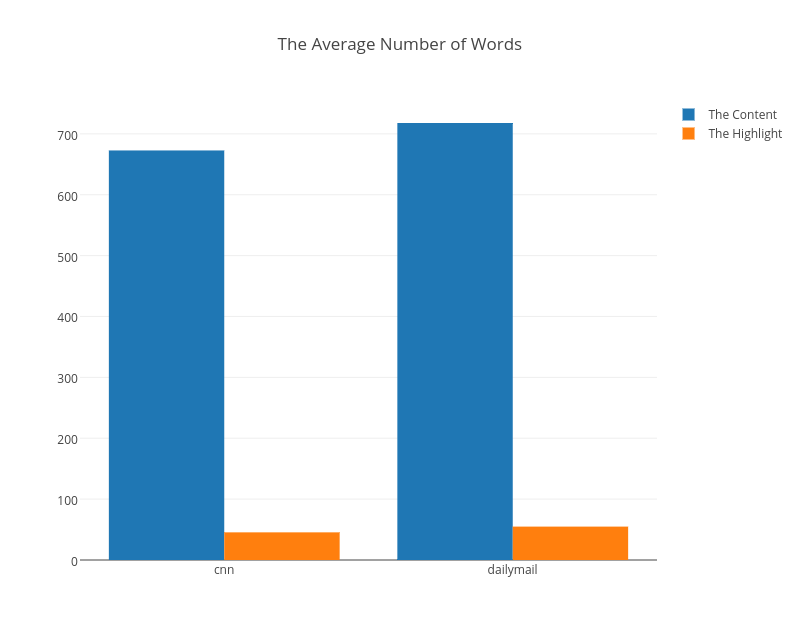 The Average Number of Words
The Content
The Highlight
700
600
500
400
300
200
100
0
cnn
dailymail